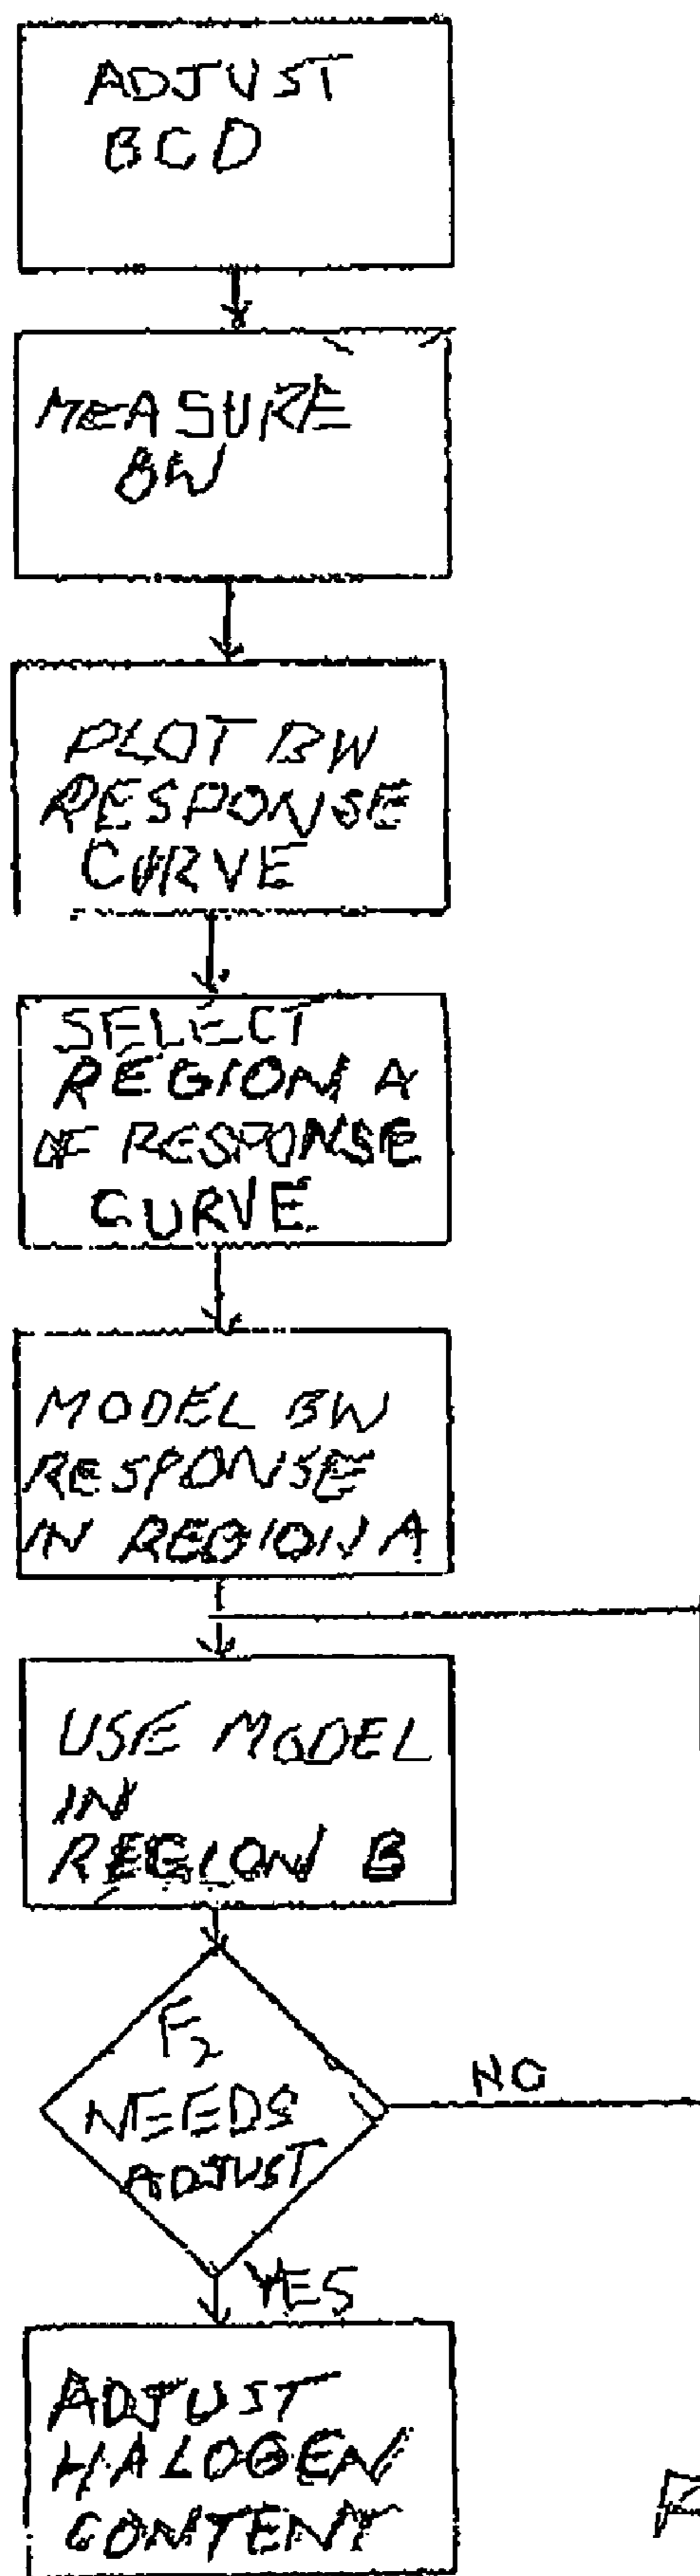 ADJUST
BCD
MEASURE
BW
PLOT BW
RESPONSE
CURVE
SELECT
REGION A
OF RESPONSE
CURVE
MODEL BW
RESPONSE
IN REGION A
USE MODEL
IN
REGION B
F2
NEEDS
ADJUST
NO
YES
ADJUST
HALOGEN
CONTENT